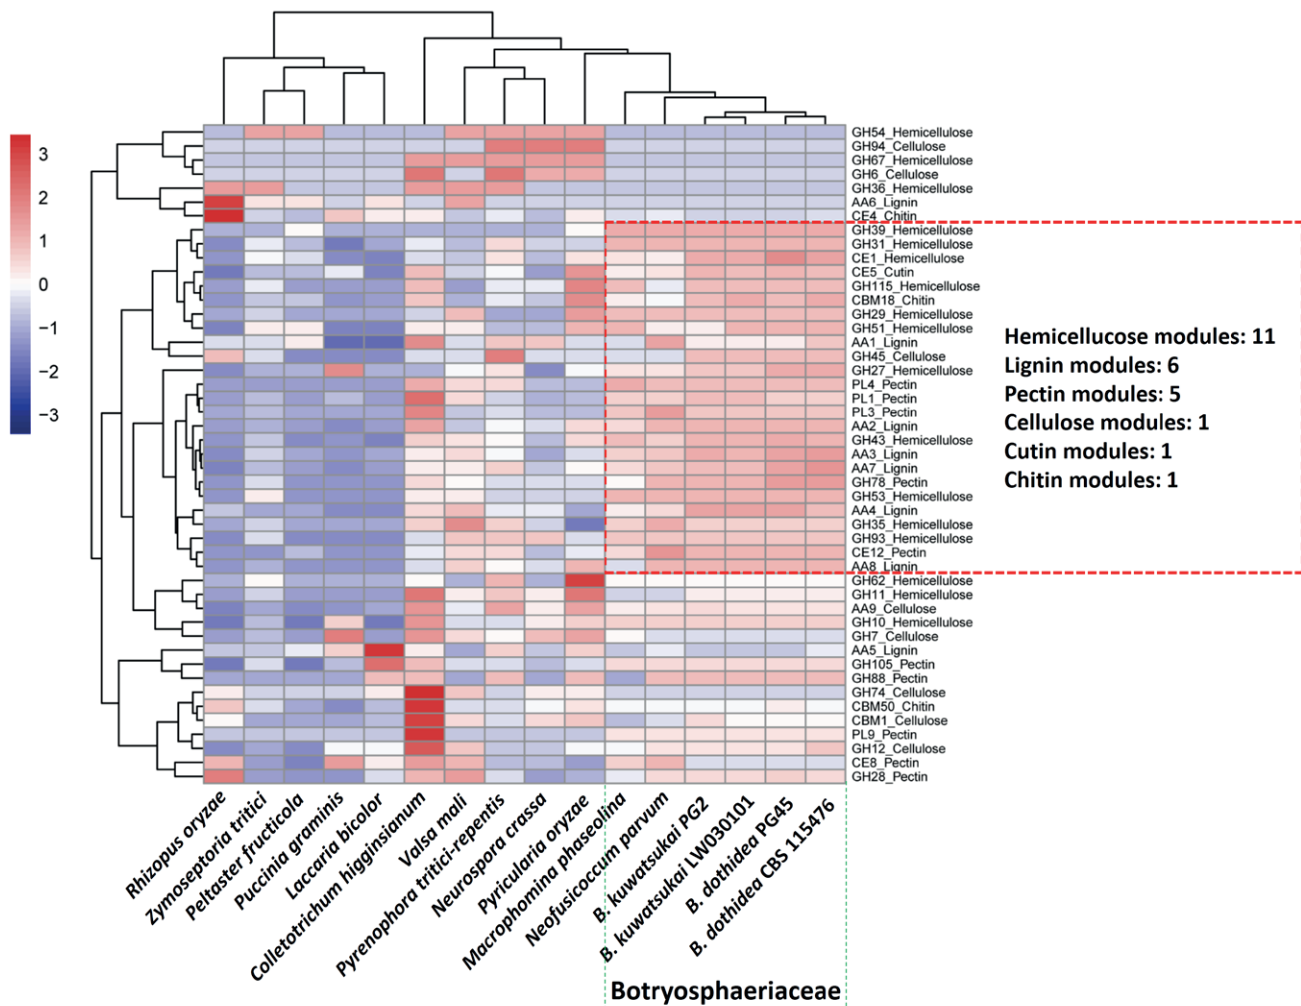 3
2
1
0
−1
−2
−3
GH54_Hemicellulose
GH94_Cellulose
GH67_Hemicellulose
GH6_Cellulose
GH36_Hemicellulose
AA6_Lignin
CE4_Chitin
GH39_Hemicellulose
GH31_Hemicellulose
CE1_Hemicellulose
CE5_Cutin
GH115_Hemicellulose
CBM18_Chitin
GH29_Hemicellulose
GH51_Hemicellulose
AA1_Lignin
GH45_Cellulose
GH27_Hemicellulose
PL4_Pectin
PL1_Pectin
PL3_Pectin
AA2_Lignin
GH43_Hemicellulose
AA3_Lignin
AA7_Lignin
GH78_Pectin
GH53_Hemicellulose
AA4_Lignin
GH35_Hemicellulose
GH93_Hemicellulose
CE12_Pectin
AA8_Lignin
GH62_Hemicellulose
GH11_Hemicellulose
AA9_Cellulose
GH10_Hemicellulose
GH7_Cellulose
AA5_Lignin
GH105_Pectin
GH88_Pectin
GH74_Cellulose
CBM50_Chitin
CBM1_Cellulose
PL9_Pectin
GH12_Cellulose
CE8_Pectin
GH28_Pectin
Hemicellucose modules: 11
Lignin modules: 6
Pectin modules: 5
Cellulose modules: 1
Cutin modules: 1
Chitin modules: 1
Rhizopus oryzae
Zymoseptoria tritici
Peltaster fructicola
Puccinia graminis
Laccaria bicolor
Colletotrichum higginsianum
Valsa mali
Pyrenophora tritici-repentis
Neurospora crassa
Pyricularia oryzae
Macrophomina phaseolina
Neofusicoccum parvum
B. kuwatsukai PG2
B. kuwatsukai LW030101
B. dothidea PG45
B. dothidea CBS 115476
Botryosphaeriaceae